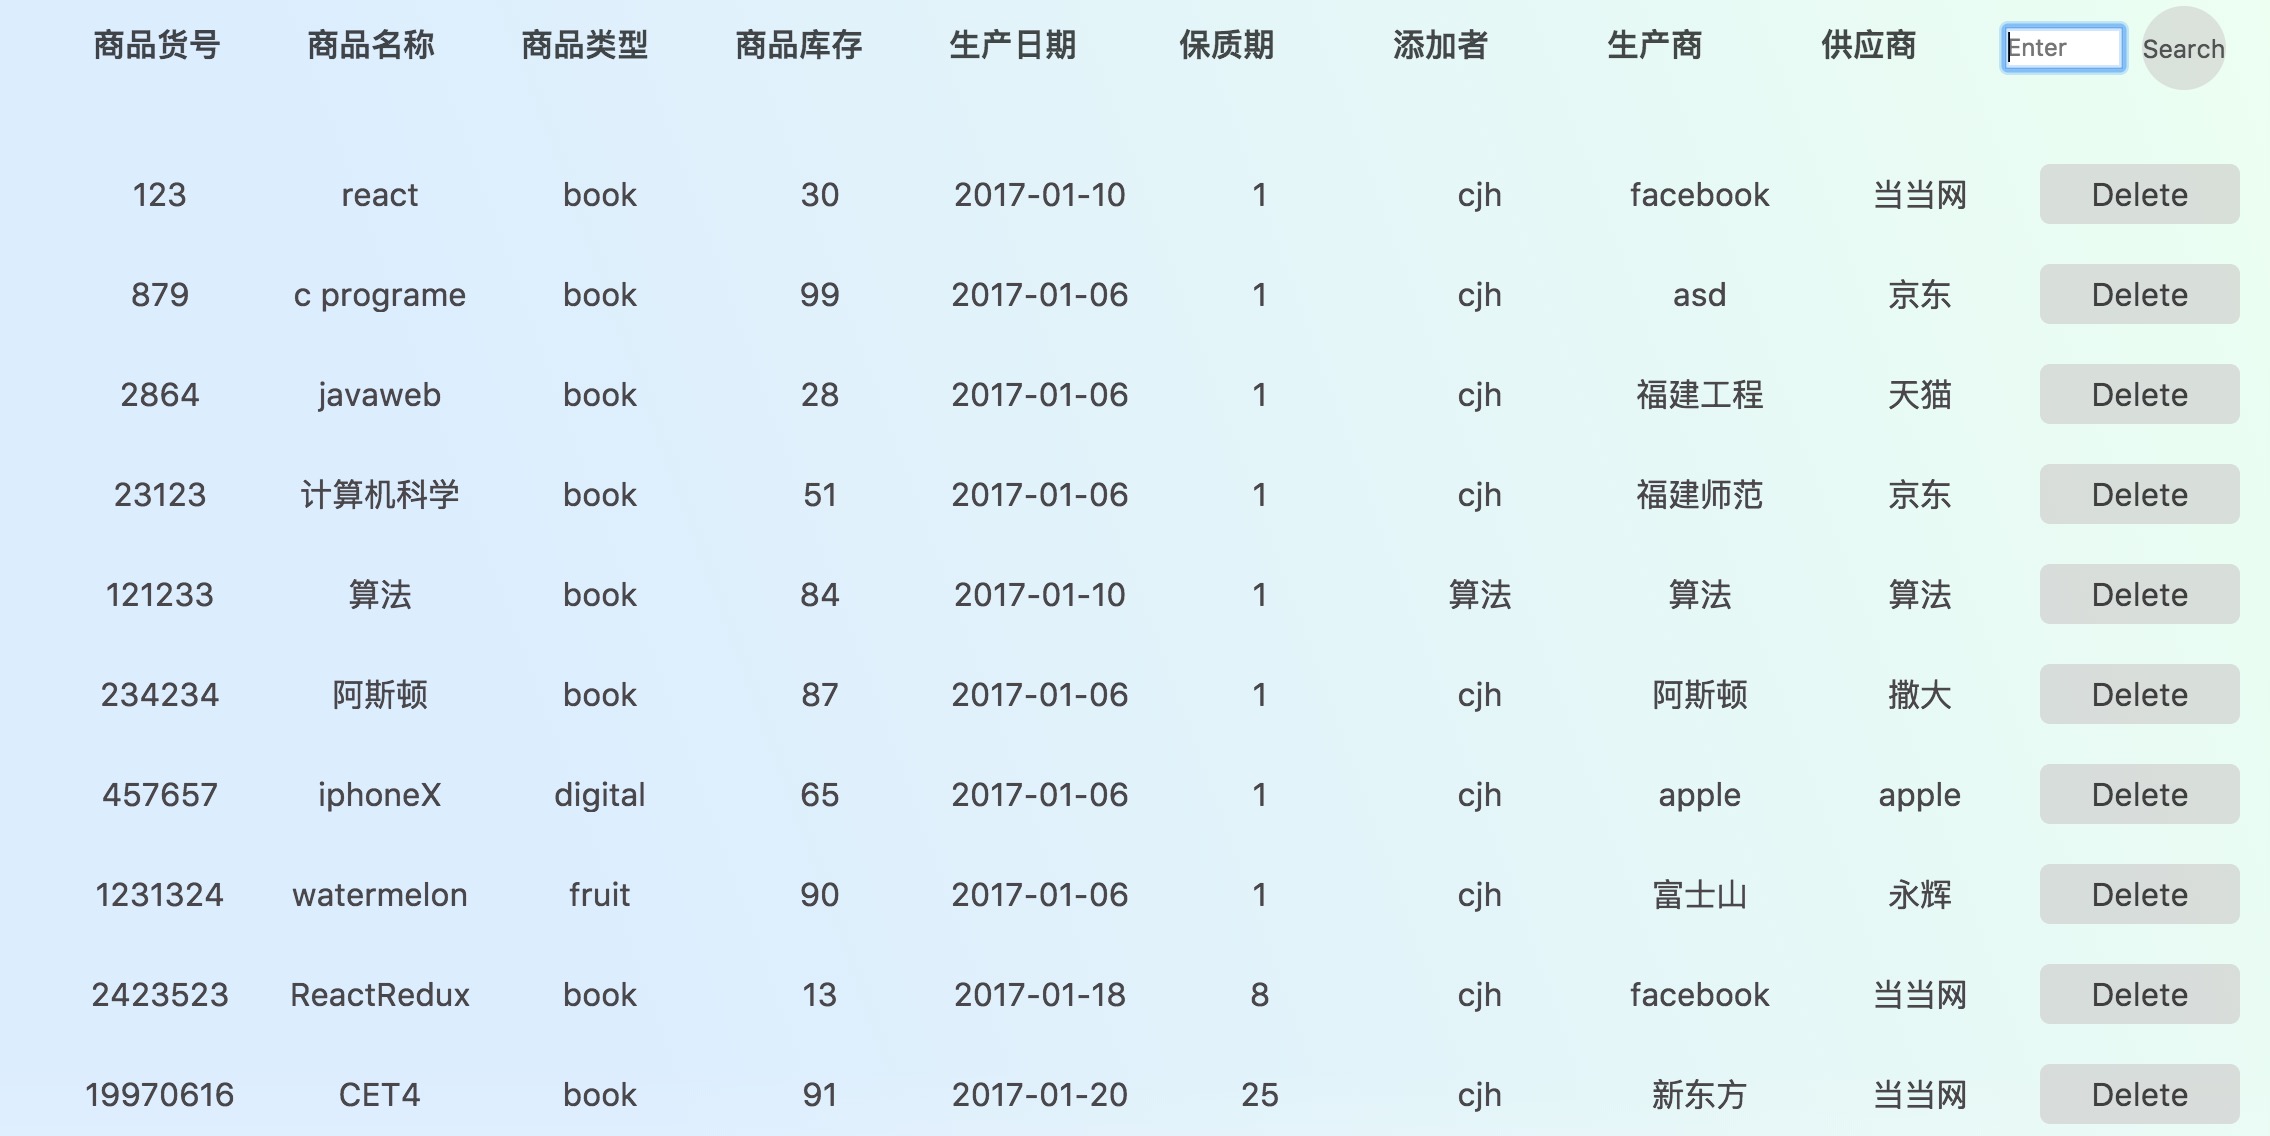 商品货号 商品名称 商品类型 商品库存 生产日期 保质期 添加者 生产商 供应商 Enter Search
123 react book 30 2017-01-10 1 cjh facebook 当当网 Delete
879 c programe book 99 2017-01-06 1 cjh asd 京东 Delete
2864 javaweb book 28 2017-01-06 1 cjh 福建工程 天猫 Delete
23123 计算机科学 book 51 2017-01-06 1 cjh 福建师范 京东 Delete
121233 算法 book 84 2017-01-10 1 算法 算法 算法 Delete
234234 阿斯顿 book 87 2017-01-06 1 cjh 阿斯顿 撒大 Delete
457657 iphoneX digital 65 2017-01-06 1 cjh apple apple Delete
1231324 watermelon fruit 90 2017-01-06 1 cjh 富士山 永辉 Delete
2423523 ReactRedux book 13 2017-01-18 8 cjh facebook 当当网 Delete
19970616 CET4 book 91 2017-01-20 25 cjh 新东方 当当网 Delete